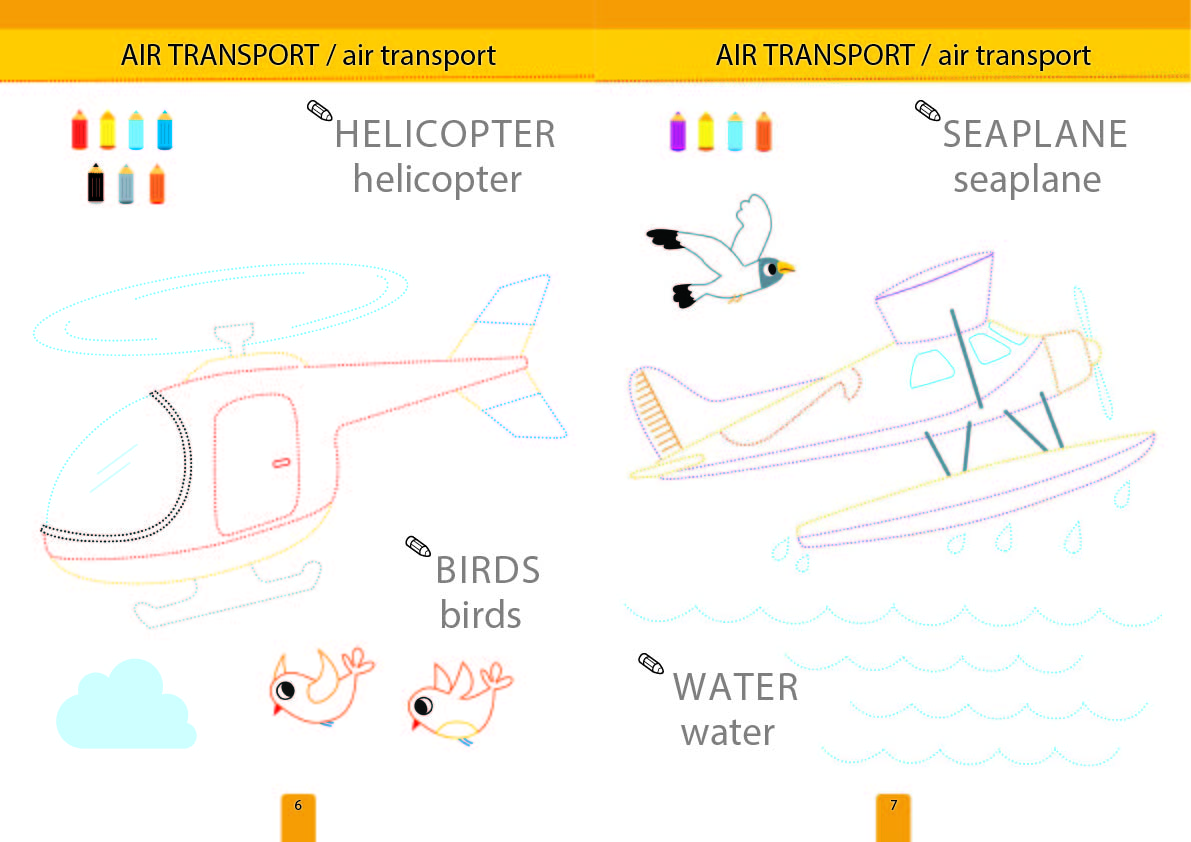 AIR TRANSPORT / air transport
HELICOPTER
helicopter
BIRDS
birds
6
AIR TRANSPORT / air transport
SEAPLANE
seaplane
WATER
water
7